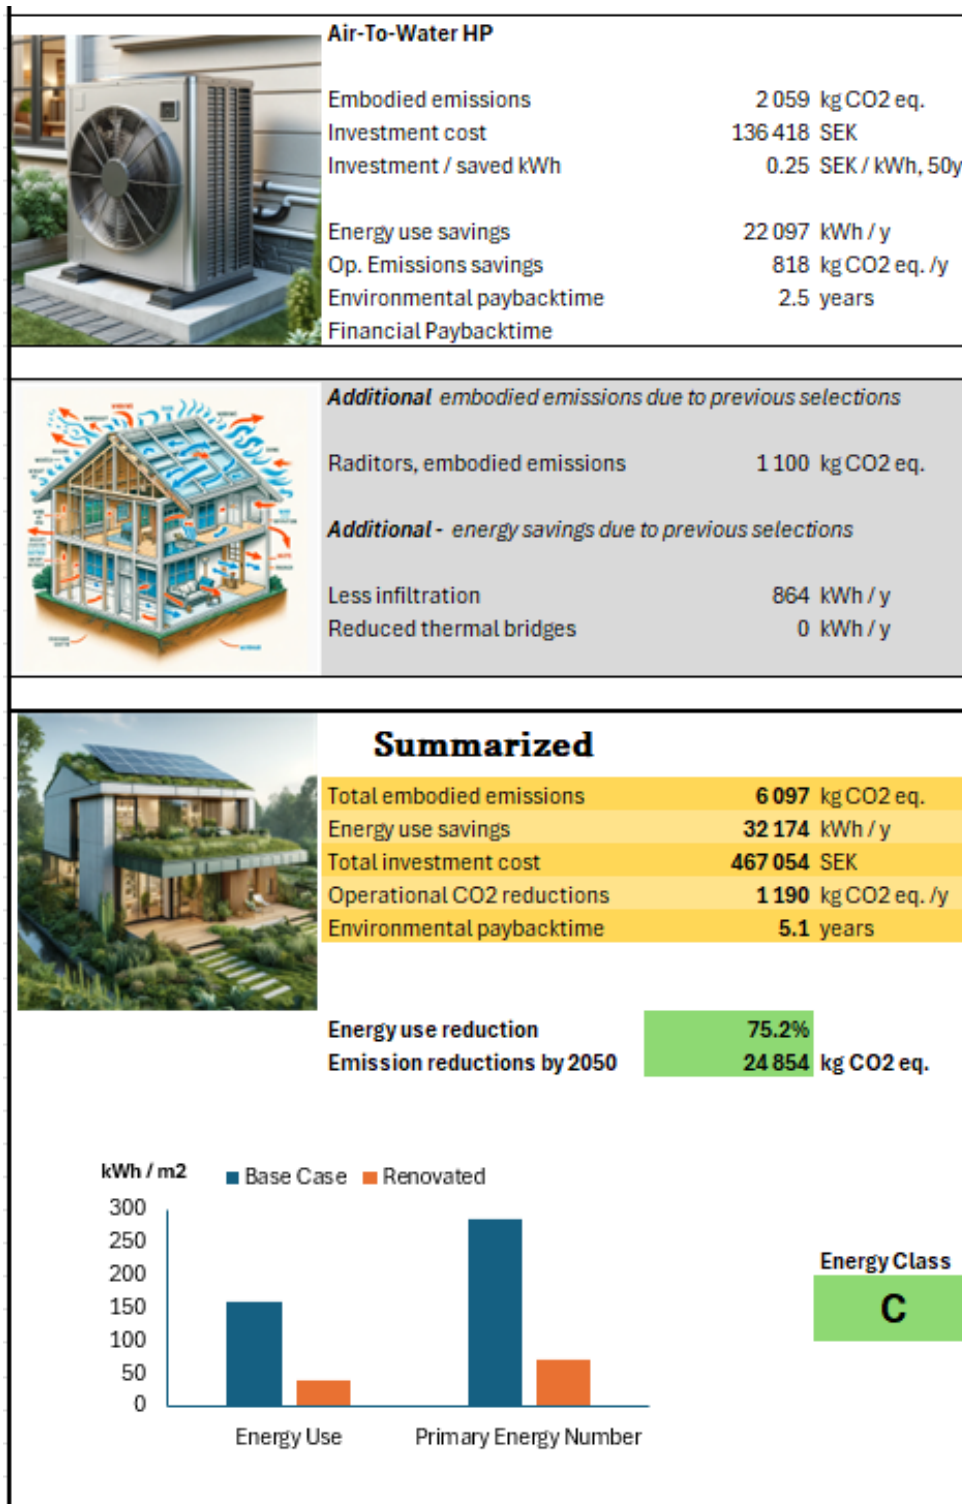 Air-To-Water HP
Embodied emissions 2 059 kg CO2 eq.
Investment cost 136 418 SEK
Investment / saved kWh 0.25 SEK / kWh, 50y
Energy use savings 22 097 kWh / y
Op. Emissions savings 818 kg CO2 eq. /y
Environmental paybacktime 2.5 years
Financial Paybacktime
Additional embodied emissions due to previous selections
Raditors, embodied emissions 1 100 kg CO2 eq.
Additional - energy savings due to previous selections
Less infiltration 864 kWh / y
Reduced thermal bridges 0 kWh / y
Summarized
Total embodied emissions 6 097 kg CO2 eq.
Energy use savings 32 174 kWh / y
Total investment cost 467 054 SEK
Operational CO2 reductions 1 190 kg CO2 eq. /y
Environmental paybacktime 5.1 years
Energy use reduction 75.2%
Emission reductions by 2050 24 854 kg CO2 eq.
kWh / m2 Base Case Renovated
300
250
200
150
100
50
0
Energy Use Primary Energy Number
Energy Class
C